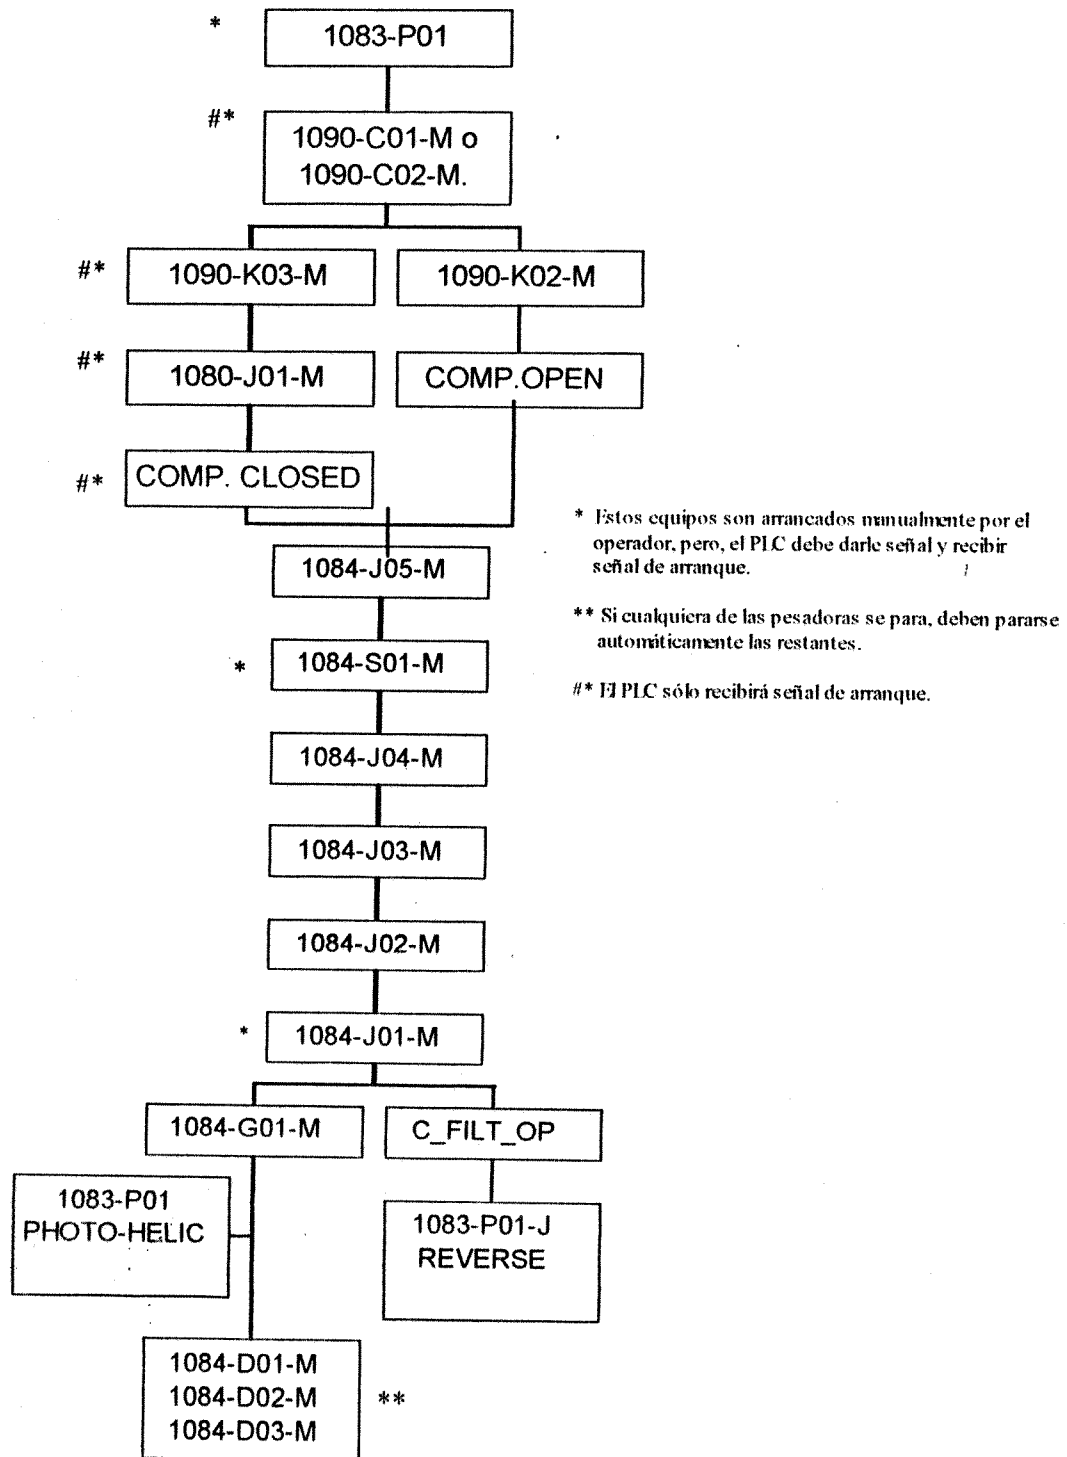 *
1083-P01
#*
1090-C01-M o
1090-C02-M.
#*
1090-K03-M
1090-K02-M
#*
1080-J01-M
COMP.OPEN
#*
COMP. CLOSED
* Estos equipos son arrancados manualmente por el
operador, pero, el PLC debe darle señal y recibir
señal de arranque.
1084-J05-M
** Si cualquiera de las pesadoras se para, deben pararse
automáticamente las restantes.
*
1084-S01-M
#* El PLC sólo recibirá señal de arranque.
1084-J04-M
1084-J03-M
1084-J02-M
*
1084-J01-M
1084-G01-M
C_FILT_OP
1083-P01
PHOTO-HELIC
1083-P01-J
REVERSE
1084-D01-M
1084-D02-M
1084-D03-M
**